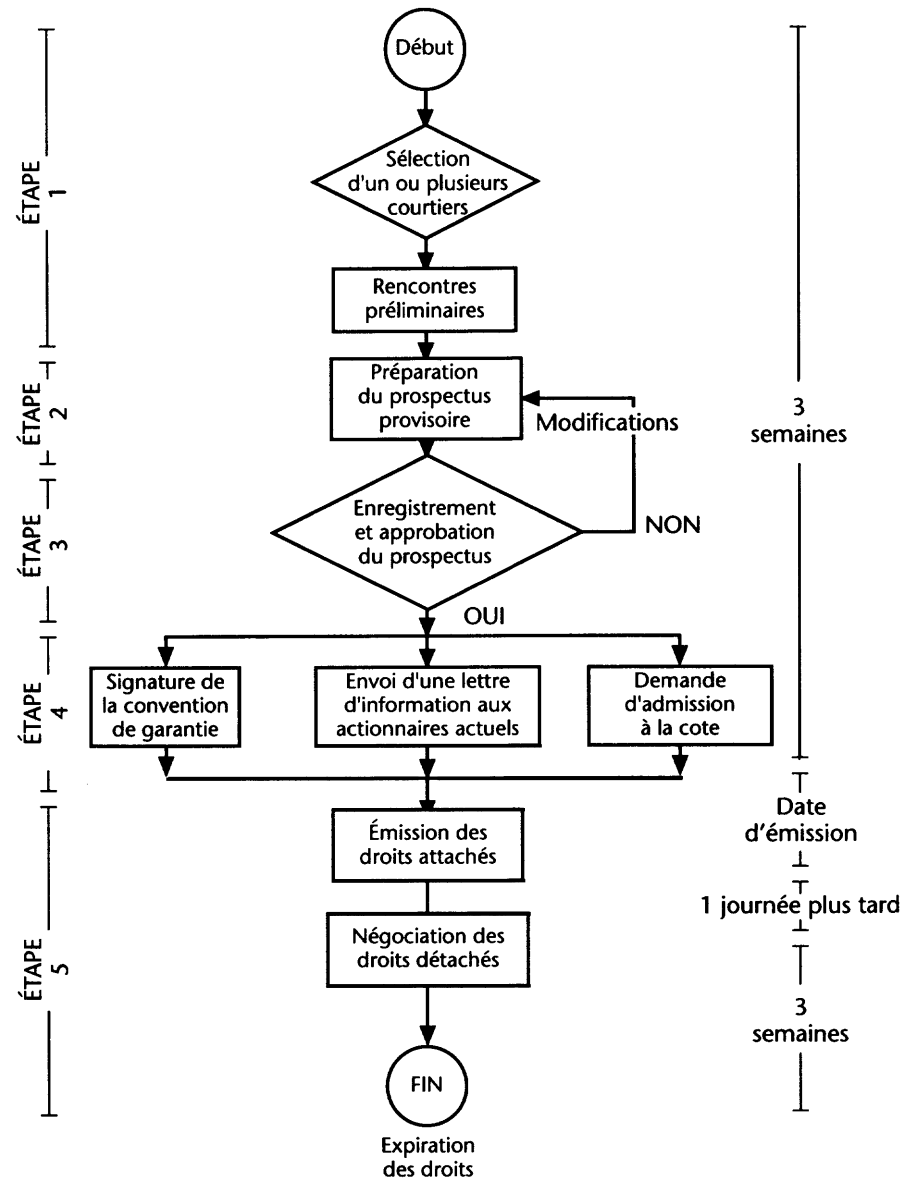 Début
Sélection
d'un ou plusieurs
courtiers
ÉTAPE
1
Rencontres
préliminaires
Préparation
du prospectus
provisoire
ÉTAPE
2
Modifications
3
semaines
Enregistrement
et approbation
du prospectus
NON
ÉTAPE
3
OUI
Signature de
la convention
de garantie
Envoi d'une lettre
d'information aux
actionnaires actuels
Demande
d'admission
à la cote
ÉTAPE
4
Émission des
droits attachés
Date
d'émission
1 journée plus tard
Négociation des
droits détachés
ÉTAPE
5
3
semaines
FIN
Expiration
des droits